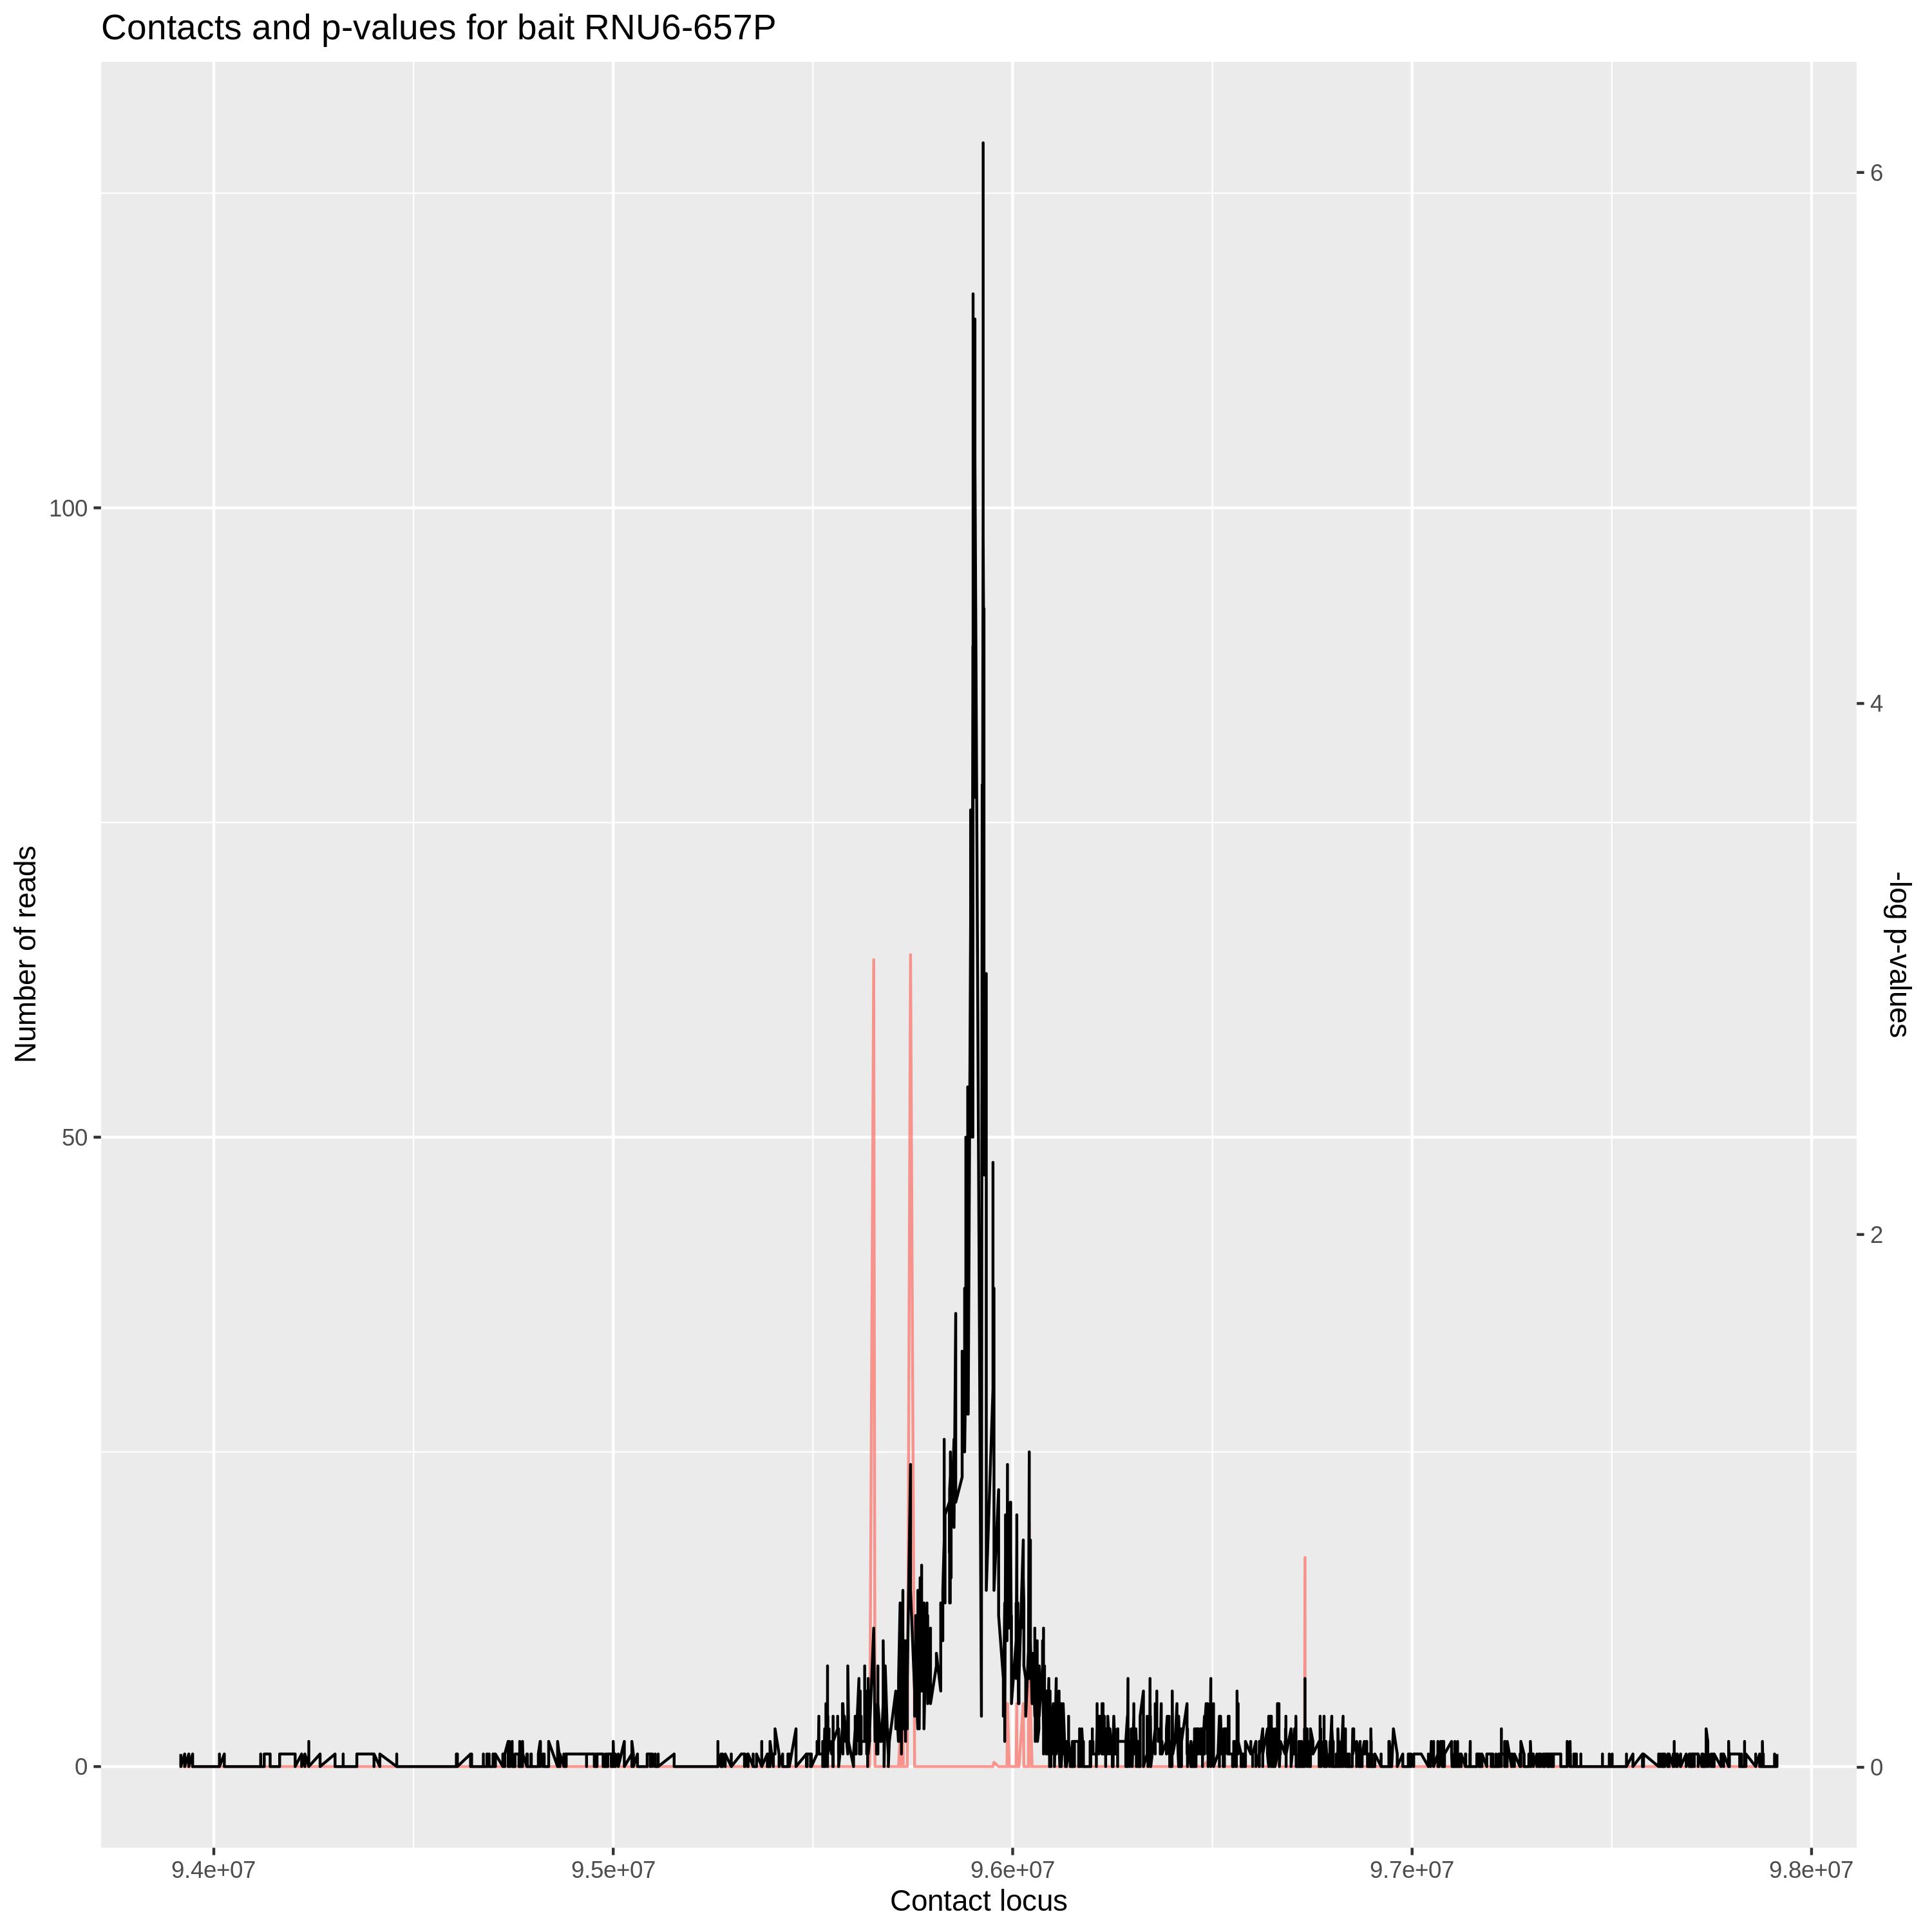 Contacts and p-values for bait RNU6-657P
6
100
4
Number of reads
-log p-values
50
2
0
0
9.4e+07
9.5e+07
9.6e+07
9.7e+07
9.8e+07
Contact locus